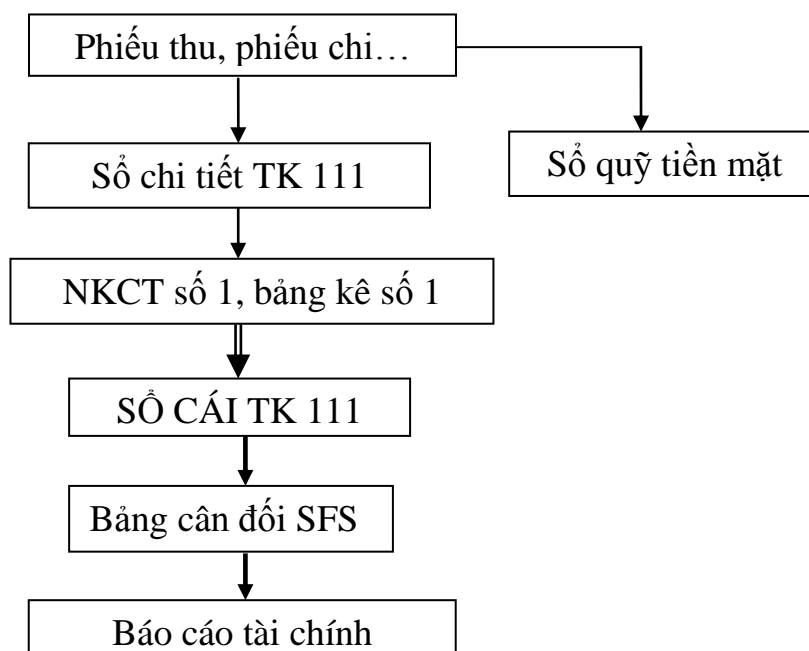 Phiếu thu, phiếu chi…
Sổ quỹ tiền mặt
Sổ chi tiết TK 111
NKCT số 1, bảng kê số 1
SỔ CÁI TK 111
Bảng cân đối SFS
Báo cáo tài chính